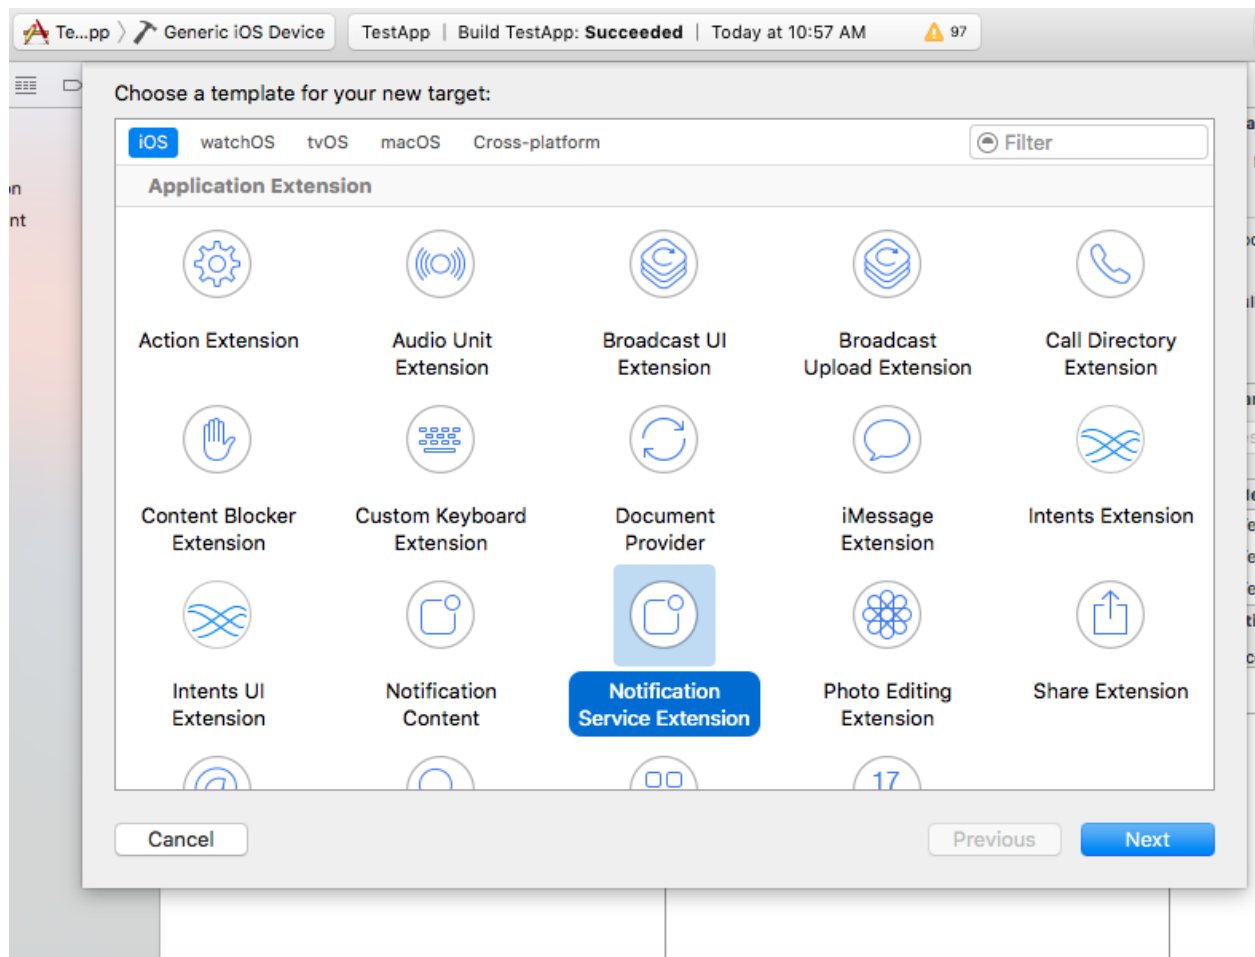 Te...pp 〉 Generic iOS Device
TestApp | Build TestApp: Succeeded | Today at 10:57 AM
97
Choose a template for your new target:
iOS watchOS tvOS macOS Cross-platform
Filter
Application Extension
Action Extension
Audio Unit
Extension
Broadcast UI
Extension
Broadcast
Upload Extension
Call Directory
Extension
Content Blocker
Extension
Custom Keyboard
Extension
Document
Provider
iMessage
Extension
Intents Extension
Intents UI
Extension
Notification
Content
Notification
Service Extension
Photo Editing
Extension
Share Extension
17
Cancel
Previous
Next